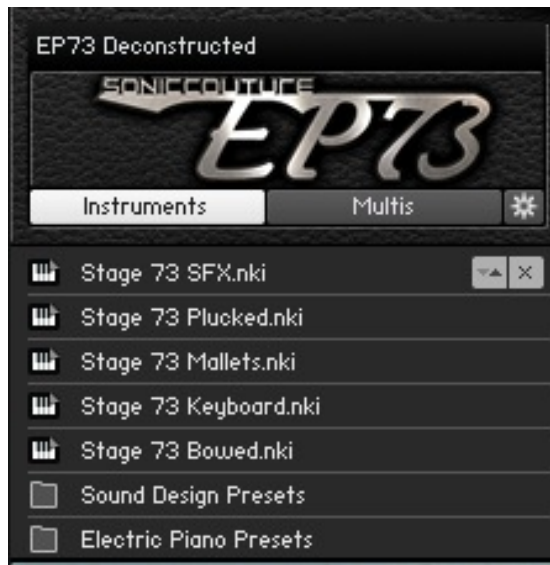 EP73 Deconstructed
SONICCOUTURE
EP73
Instruments Multis
Stage 73 SFX.nki
Stage 73 Plucked.nki
Stage 73 Mallets.nki
Stage 73 Keyboard.nki
Stage 73 Bowed.nki
Sound Design Presets
Electric Piano Presets